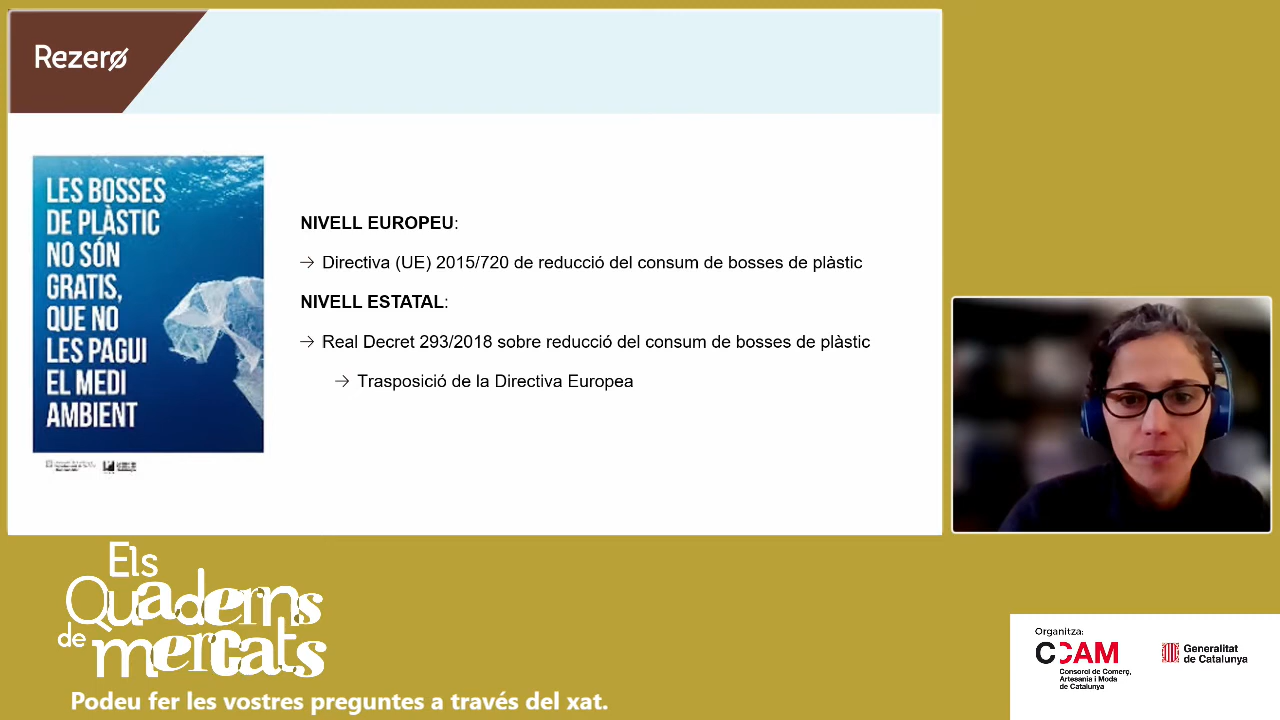 Rezerø
LES BOSSES
DE PLÀSTIC
NO SÓN
GRATIS,
QUE NO
LES PAGUI
EL MEDI
AMBIENT
NIVELL EUROPEU:
→ Directiva (UE) 2015/720 de reducció del consum de bosses de plàstic
NIVELL ESTATAL:
→ Real Decret 293/2018 sobre reducció del consum de bosses de plàstic
→ Trasposició de la Directiva Europea
Els
Quaderns
de mercats
Podeu fer les vostres preguntes a través del xat.
Organitza:
CCAM
Consorci de Comerç,
Artesania i Moda
de Catalunya
Generalitat
de Catalunya